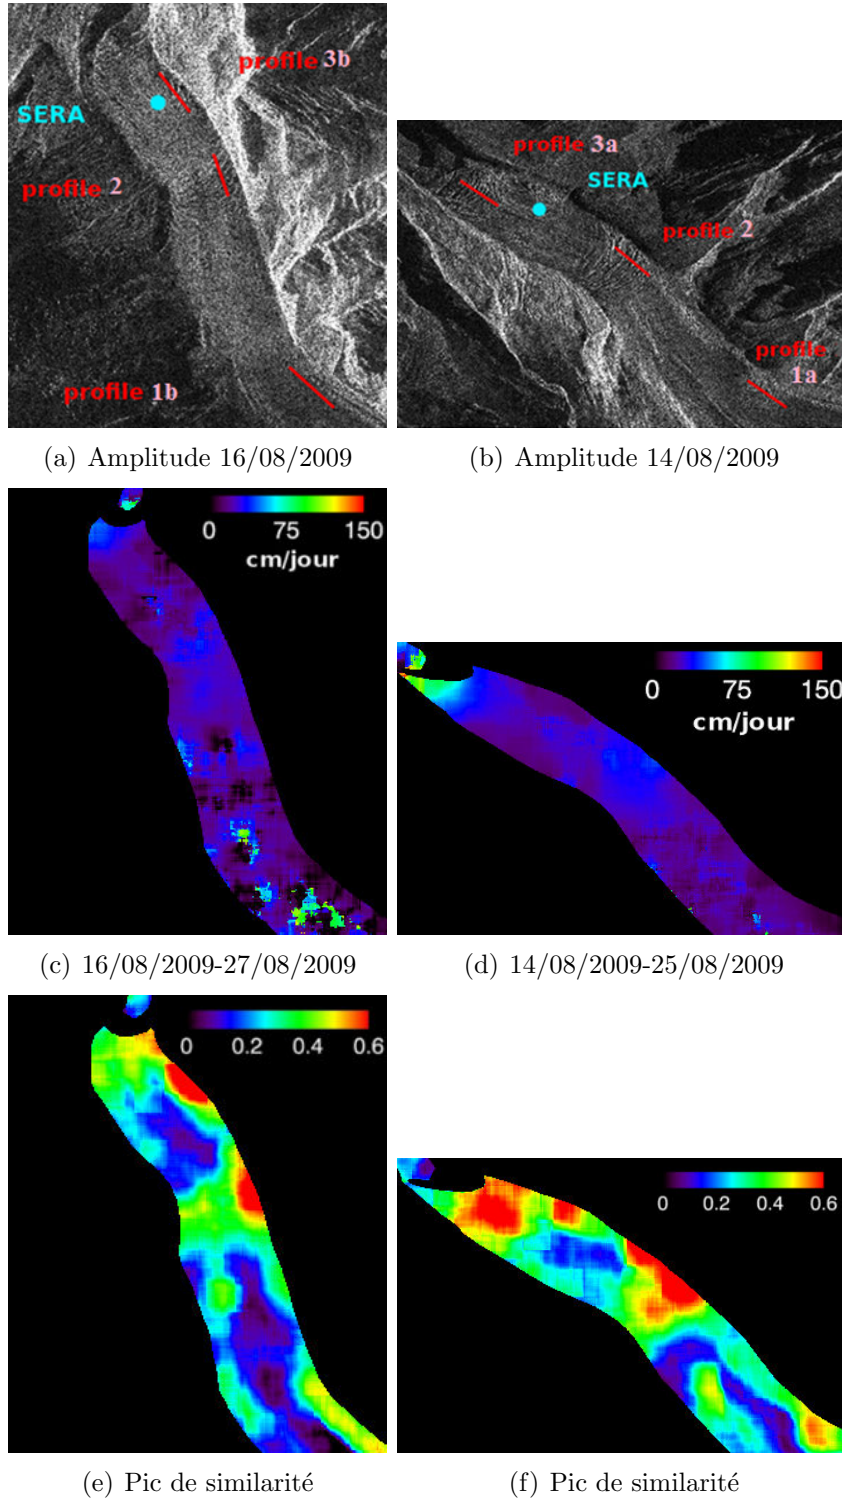 profile 3b
SERA
profile 2
profile 1b
(a) Amplitude 16/08/2009
profile 3a
SERA
profile 2
profile
1a
(b) Amplitude 14/08/2009
0 75 150
cm/jour
(c) 16/08/2009-27/08/2009
0 75 150
cm/jour
(d) 14/08/2009-25/08/2009
0 0.2 0.4 0.6
(e) Pic de similarité
0 0.2 0.4 0.6
(f) Pic de similarité